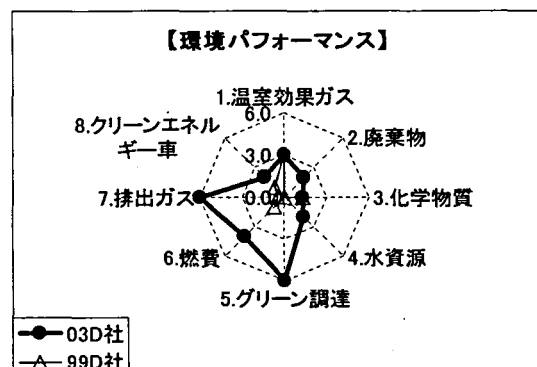 【環境パフォーマンス】
1.温室効果ガス
6.0
8.クリーンエネル
ギー車
2.廃棄物
3.0
7.排出ガス
0.0
3.化学物質
6.燃費
4.水資源
5.グリーン調達
03D社
99D社